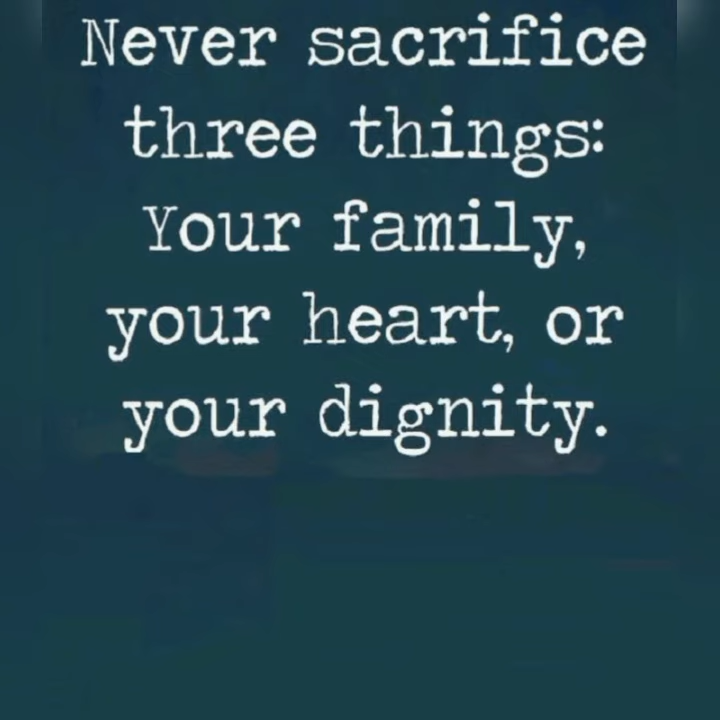 Never sacrifice
three things:
Your family,
your heart, or
your dignity.